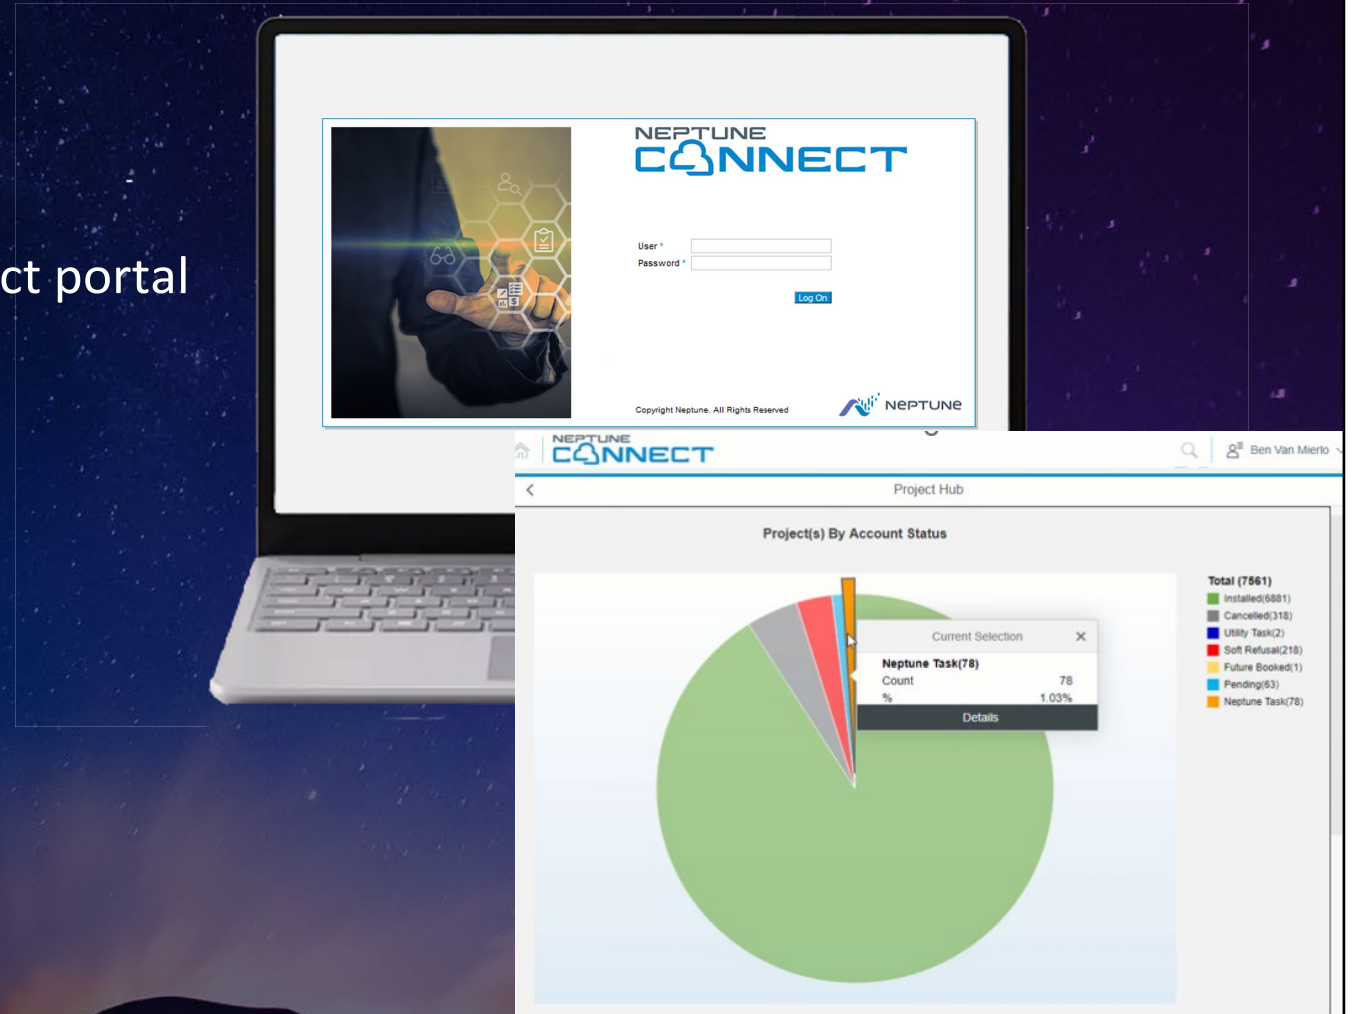 ct portal
NEPTUNE
CONNECT
User *
Password *
Log On
Copyright Neptune. All Rights Reserved
NEPTUNE
NEPTUNE
CONNECT
Ben Van Mierlo
Project Hub
Project(s) By Account Status
Total (7561)
Installed(6881)
Cancelled(318)
Utility Task(2)
Soft Refusal(218)
Future Booked(1)
Pending(63)
Neptune Task(78)
Current Selection
Neptune Task(78)
Count 78
% 1.03%
Details